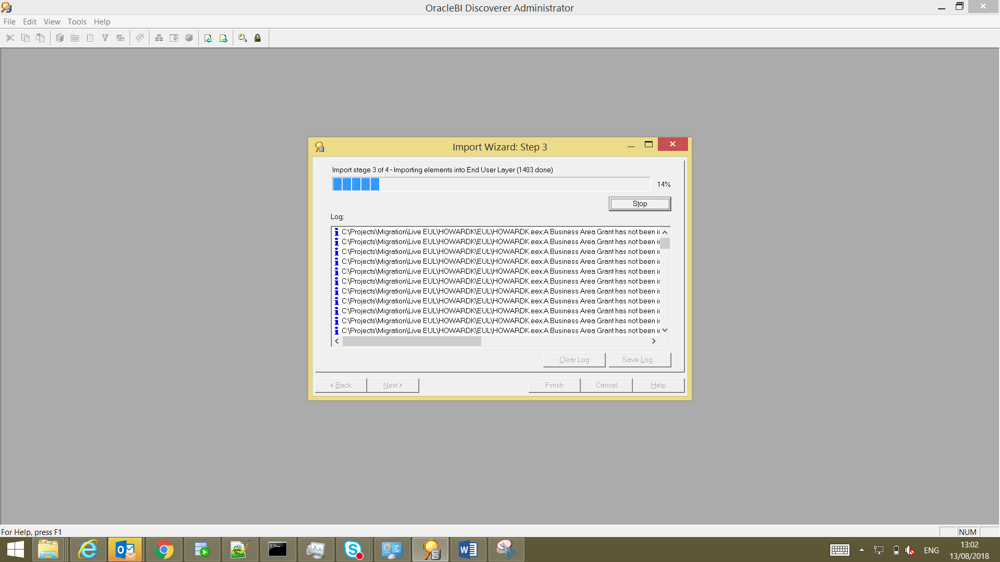 OracleBI Discoverer Administrator
File Edit View Tools Help
Import Wizard: Step 3
Import stage 3 of 4 - Importing elements into End User Layer (1403 done)
14%
Stop
Log:
C:\Projects\Migration\Live EUL\HOWARDK\EUL\HOWARDK.eex:A Business Area Grant has not been i
C:\Projects\Migration\Live EUL\HOWARDK\EUL\HOWARDK.eex:A Business Area Grant has not been i
C:\Projects\Migration\Live EUL\HOWARDK\EUL\HOWARDK.eex:A Business Area Grant has not been i
C:\Projects\Migration\Live EUL\HOWARDK\EUL\HOWARDK.eex:A Business Area Grant has not been i
C:\Projects\Migration\Live EUL\HOWARDK\EUL\HOWARDK.eex:A Business Area Grant has not been i
C:\Projects\Migration\Live EUL\HOWARDK\EUL\HOWARDK.eex:A Business Area Grant has not been i
C:\Projects\Migration\Live EUL\HOWARDK\EUL\HOWARDK.eex:A Business Area Grant has not been i
C:\Projects\Migration\Live EUL\HOWARDK\EUL\HOWARDK.eex:A Business Area Grant has not been i
C:\Projects\Migration\Live EUL\HOWARDK\EUL\HOWARDK.eex:A Business Area Grant has not been i
C:\Projects\Migration\Live EUL\HOWARDK\EUL\HOWARDK.eex:A Business Area Grant has not been i
C:\Projects\Migration\Live EUL\HOWARDK\EUL\HOWARDK.eex:A Business Area Grant has not been i
Clear Log Save Log...
< Back Next > Finish Cancel Help
For Help, press F1
NUM
ENG
13:02
13/08/2018